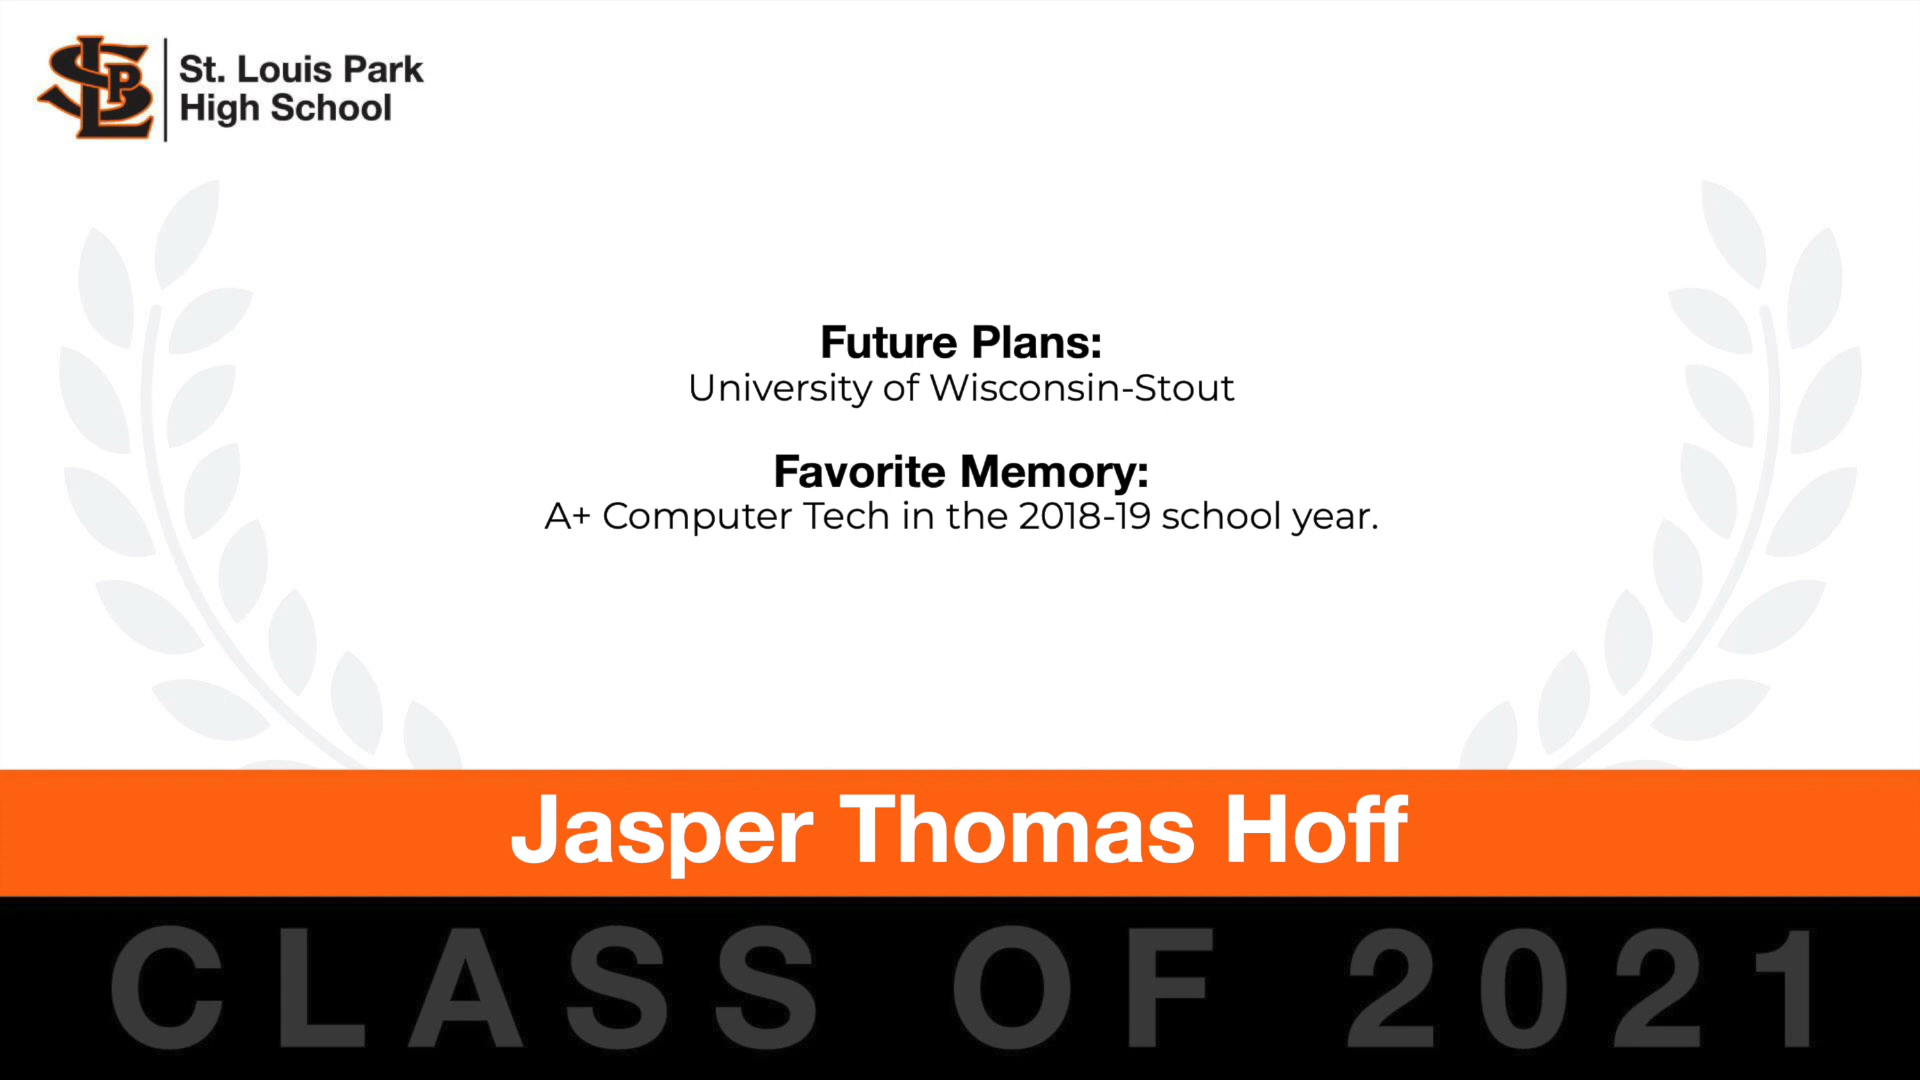 SLP
St. Louis Park
High School
Future Plans:
University of Wisconsin-Stout
Favorite Memory:
A+ Computer Tech in the 2018-19 school year.
Jasper Thomas Hoff
CLASS OF 2021